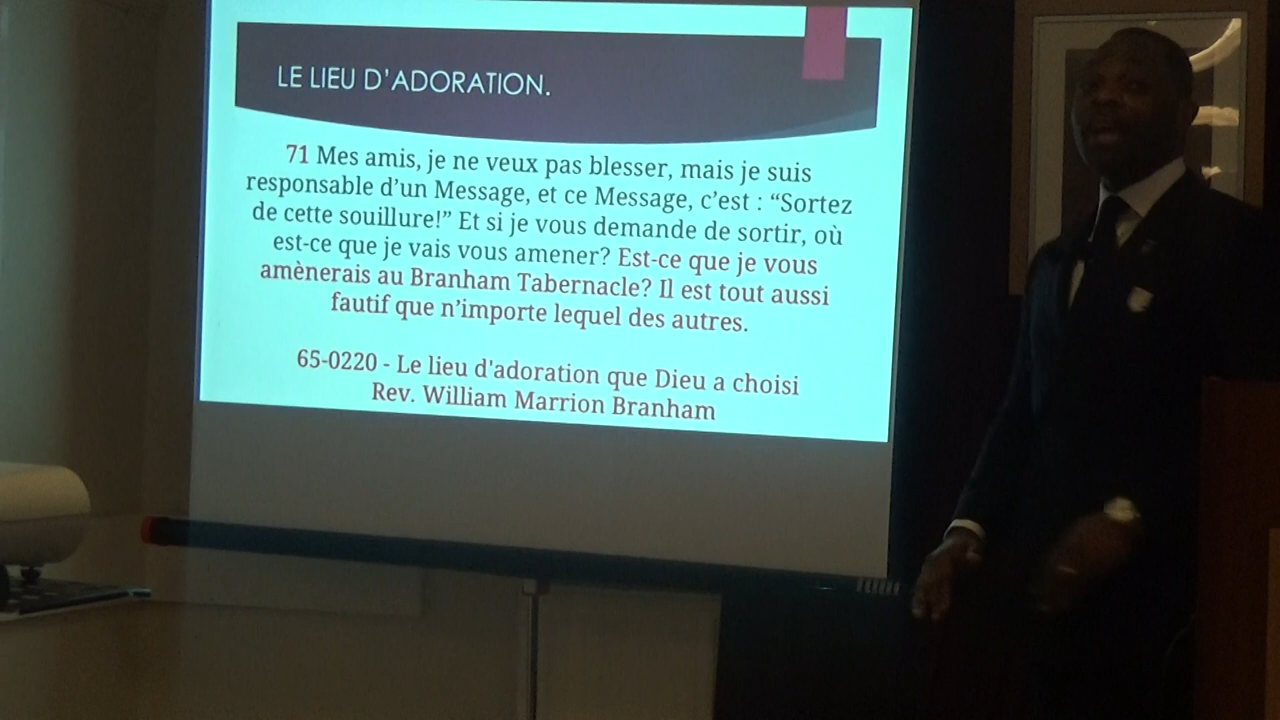 LE LIEU D'ADORATION.
71 Mes amis, je ne veux pas blesser, mais je suis
responsable d’un Message, et ce Message, c’est : “Sortez
de cette souillure!” Et si je vous demande de sortir, où
est-ce que je vais vous amener? Est-ce que je vous
amènerais au Branham Tabernacle? Il est tout aussi
fautif que n’importe lequel des autres.
65-0220 - Le lieu d'adoration que Dieu a choisi
Rev. William Marrion Branham